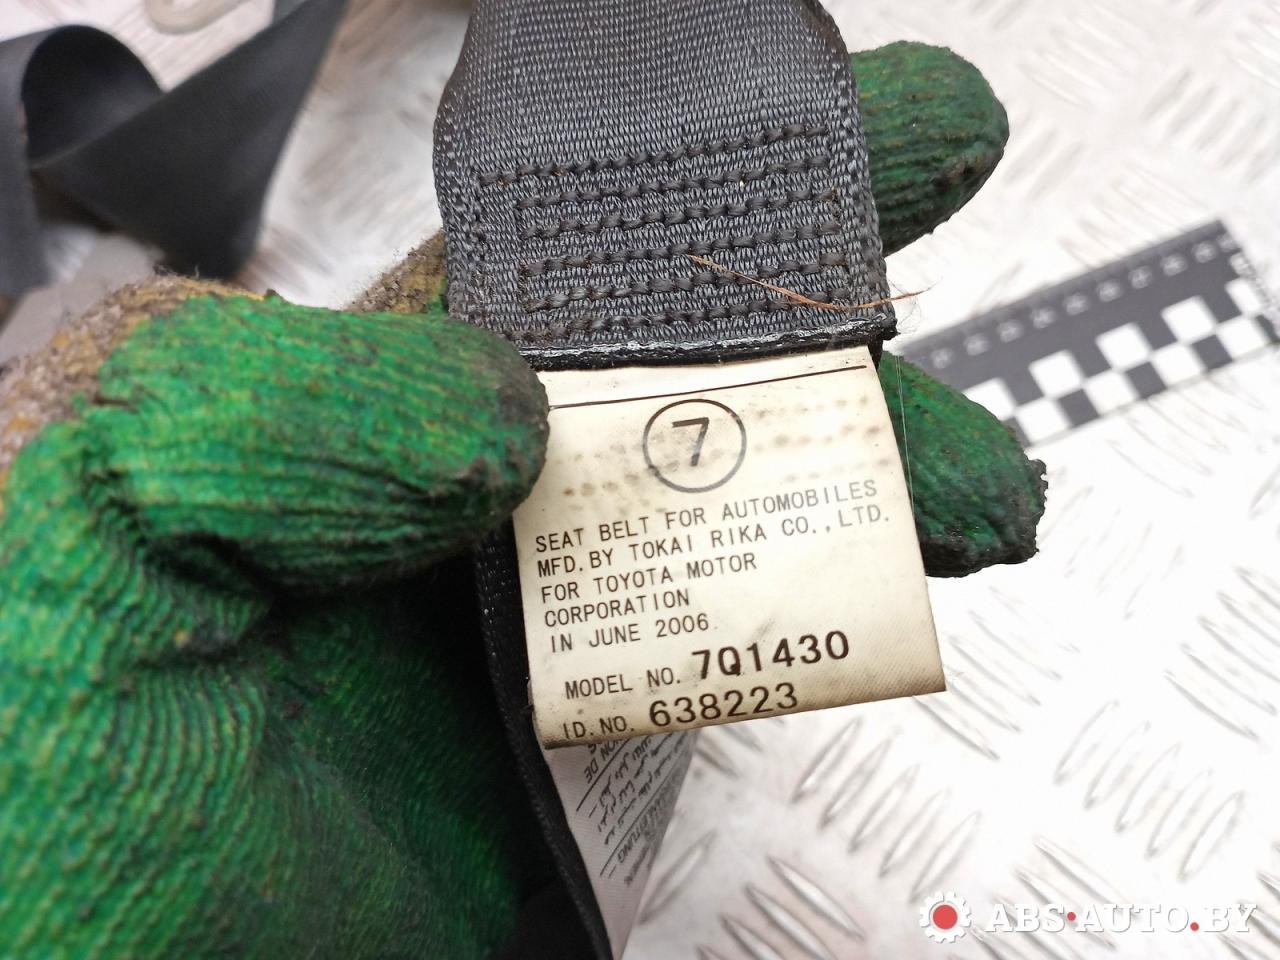 7
SEAT BELT FOR AUTOMOBILES
MFD. BY TOKAI RIKA CO., LTD.
FOR TOYOTA MOTOR
CORPORATION
IN JUNE 2006
MODEL NO. 7Q1430
ID. NO. 638223
DE
ABS-AUTO.BY